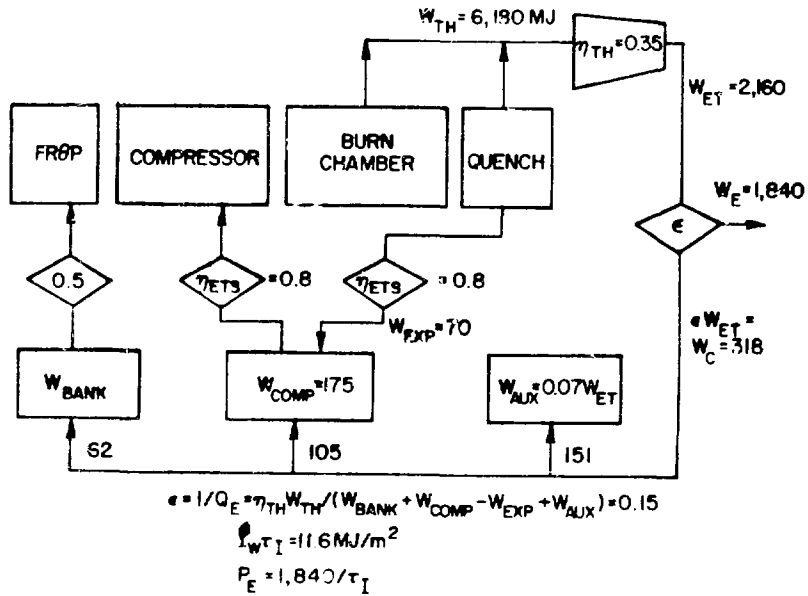 W_TH = 6,180 MJ
η_TH = 0.35
W_ET = 2,160
FRθP
COMPRESSOR
BURN CHAMBER
QUENCH
W_E = 1,840
ϵ
0.5
η_ETS = 0.8
η_ETS = 0.8
W_EXP = 70
ϵ W_ET =
W_C = 318
W_BANK
W_COMP = 175
W_AUX = 0.07W_ET
62
105
151
ϵ = 1/Q_E = η_TH W_TH /(W_BANK + W_COMP – W_EXP + W_AUX) = 0.15
I_W τ_I = 11.6 MJ/m²
P_E = 1,840/τ_I